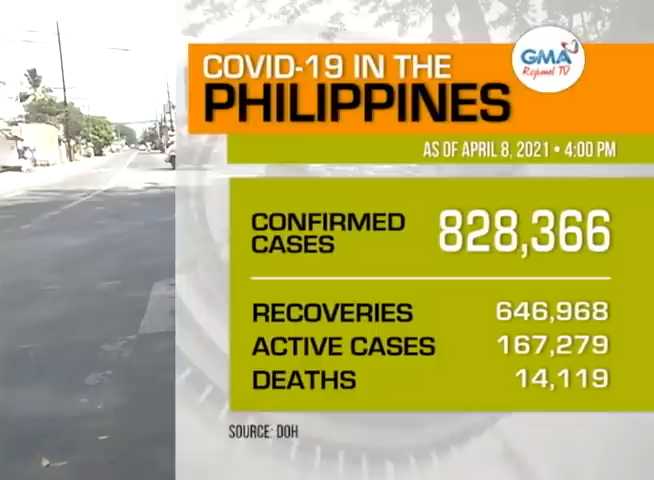 GMA
Regional TV
COVID-19 IN THE
PHILIPPINES
AS OF APRIL 8, 2021 • 4:00 PM
CONFIRMED CASES 828,366
RECOVERIES 646,968
ACTIVE CASES 167,279
DEATHS 14,119
SOURCE: DOH